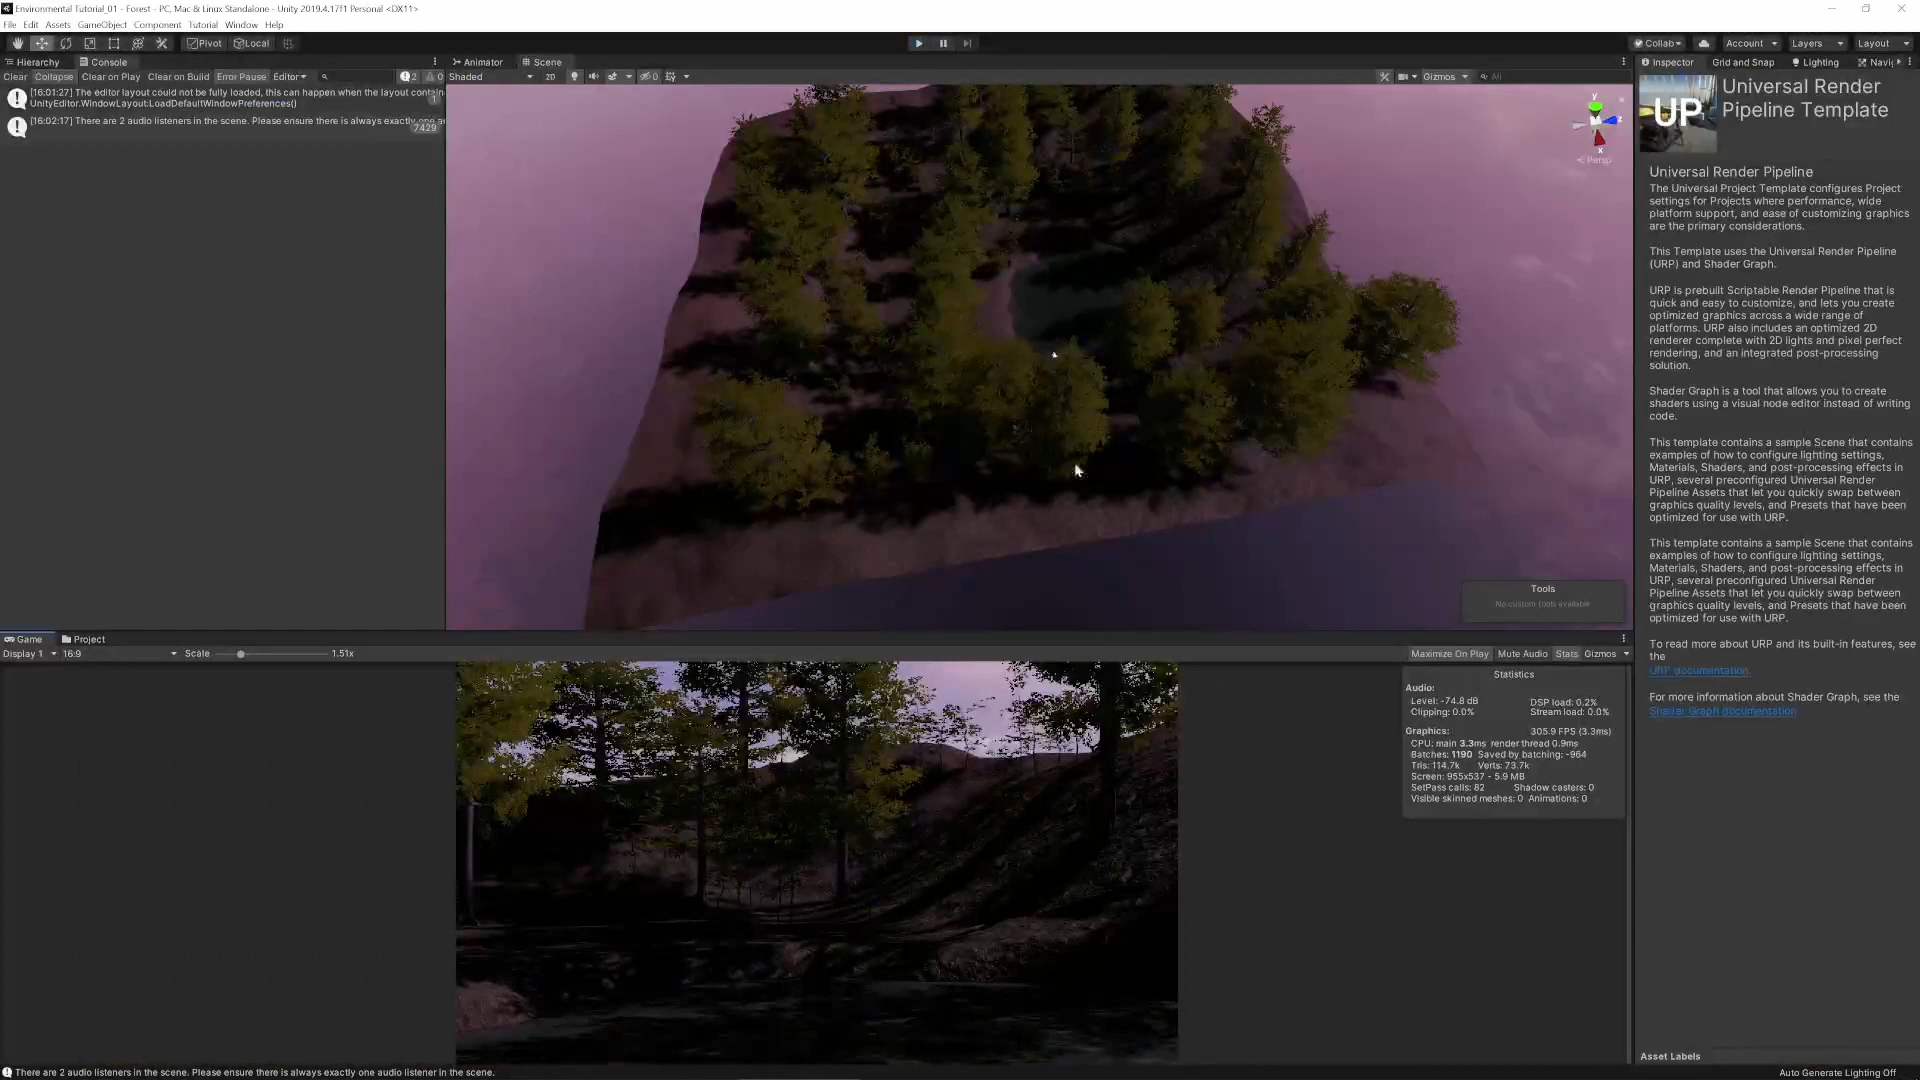 Environmental Tutorial_01 - Forest - PC, Mac & Linux Standalone - Unity 2019.4.17f1 Personal <DX11>
File Edit Assets GameObject Component Tutorial Window Help
Pivot Local
Collab Account Layers Layout
Hierarchy Console
Clear Collapse Clear on Play Clear on Build Error Pause Editor 2 0
[16:01:27] The editor layout could not be fully loaded, this can happen when the layout contain
UnityEditor.WindowLayout:LoadDefaultWindowPreferences()
1
[16:02:17] There are 2 audio listeners in the scene. Please ensure there is always exactly one a
7429
Animator Scene
Shaded 2D 0 Gizmos All
y
x
z
< Persp
Tools
No custom tools available
Inspector Grid and Snap Lighting Navig
UP
Universal Render
Pipeline Template
Universal Render Pipeline
The Universal Project Template configures Project
settings for Projects where performance, wide
platform support, and ease of customizing graphics
are the primary considerations.
This Template uses the Universal Render Pipeline
(URP) and Shader Graph.
URP is prebuilt Scriptable Render Pipeline that is
quick and easy to customize, and lets you create
optimized graphics across a wide range of
platforms. URP also includes an optimized 2D
renderer complete with 2D lights and pixel perfect
rendering, and an integrated post-processing
solution.
Shader Graph is a tool that allows you to create
shaders using a visual node editor instead of writing
code.
This template contains a sample Scene that contains
examples of how to configure lighting settings,
Materials, Shaders, and post-processing effects in
URP, several preconfigured Universal Render
Pipeline Assets that let you quickly swap between
graphics quality levels, and Presets that have been
optimized for use with URP.
This template contains a sample Scene that contains
examples of how to configure lighting settings,
Materials, Shaders, and post-processing effects in
URP, several preconfigured Universal Render
Pipeline Assets that let you quickly swap between
graphics quality levels, and Presets that have been
optimized for use with URP.
To read more about URP and its built-in features, see
the
URP documentation.
For more information about Shader Graph, see the
Shader Graph documentation
Asset Labels
Game Project
Display 1 16:9 Scale 1.51x Maximize On Play Mute Audio Stats Gizmos
Statistics
Audio:
Level: -74.8 dB DSP load: 0.2%
Clipping: 0.0% Stream load: 0.0%
Graphics: 305.9 FPS (3.3ms)
CPU: main 3.3ms render thread 0.9ms
Batches: 1190 Saved by batching: -964
Tris: 114.7k Verts: 73.7k
Screen: 955x537 - 5.9 MB
SetPass calls: 82 Shadow casters: 0
Visible skinned meshes: 0 Animations: 0
There are 2 audio listeners in the scene. Please ensure there is always exactly one audio listener in the scene.
Auto Generate Lighting Off